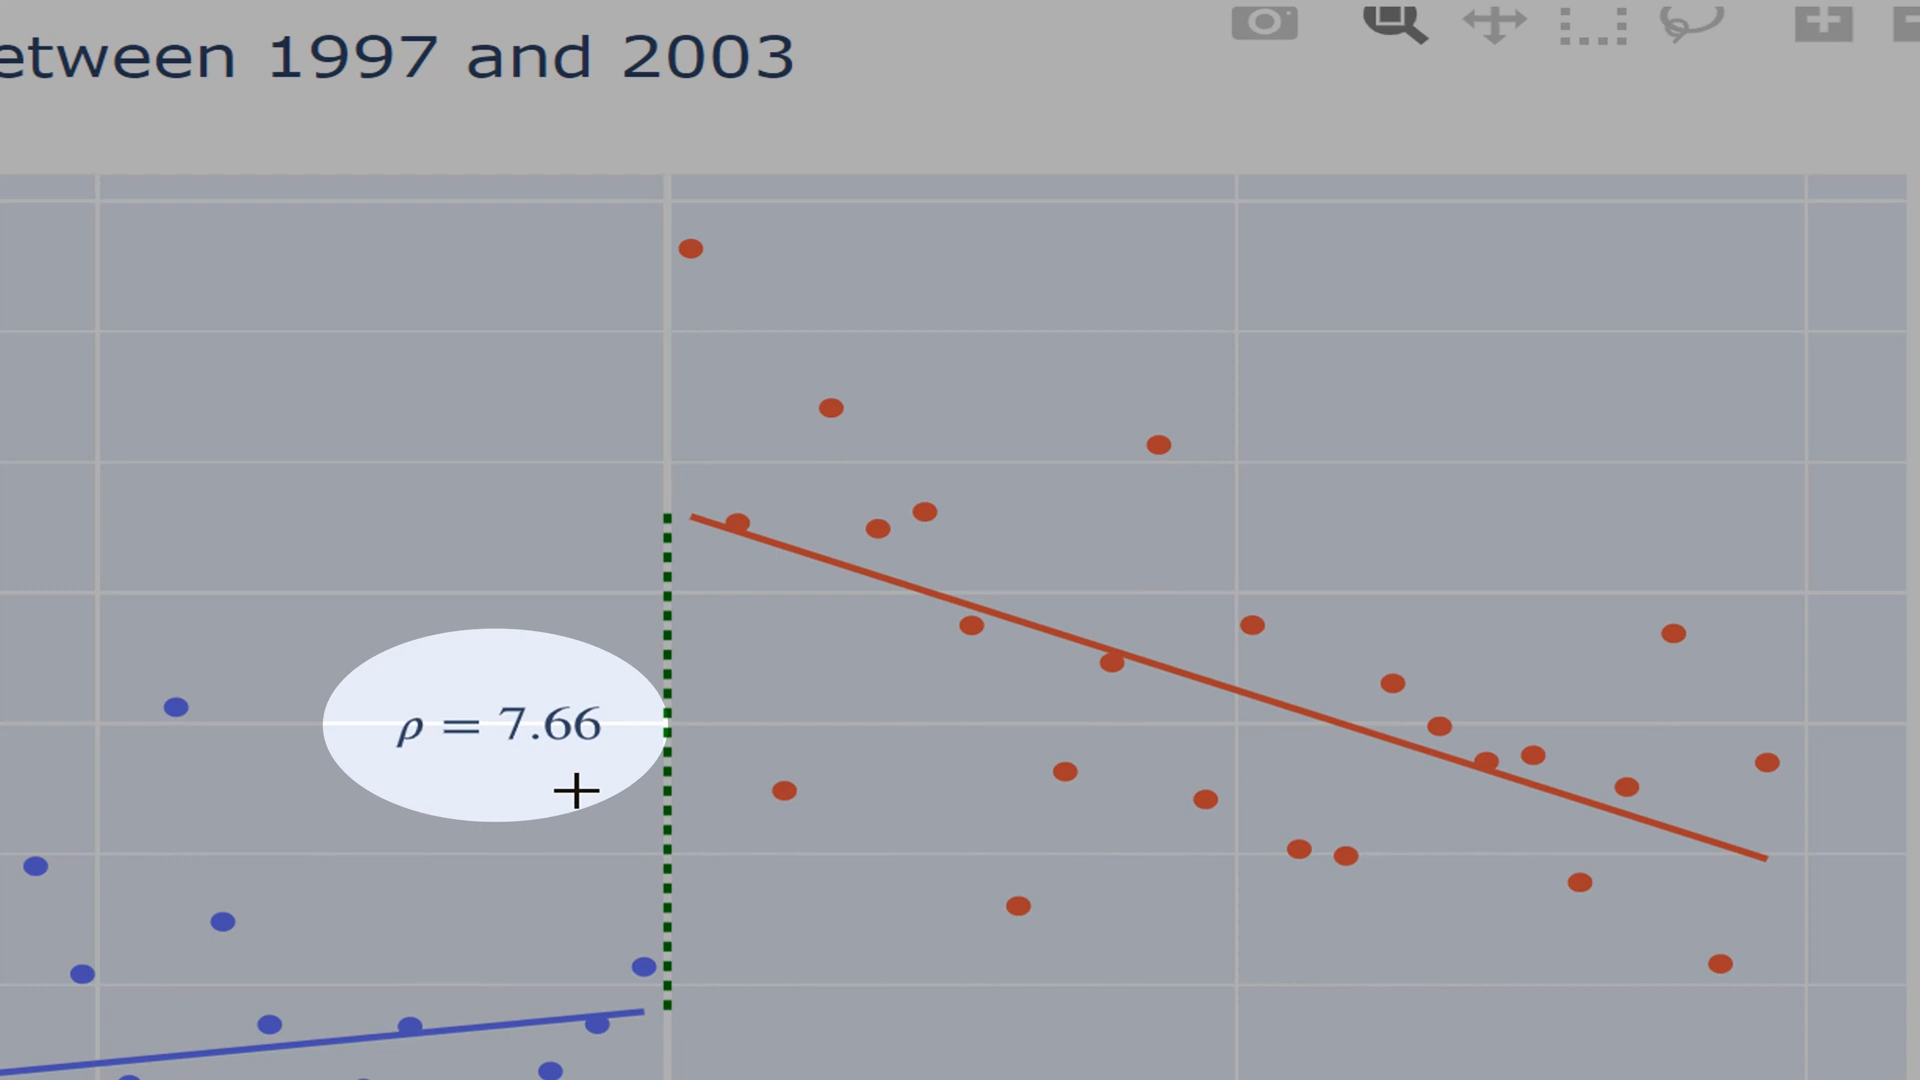 etween 1997 and 2003
ρ = 7.66